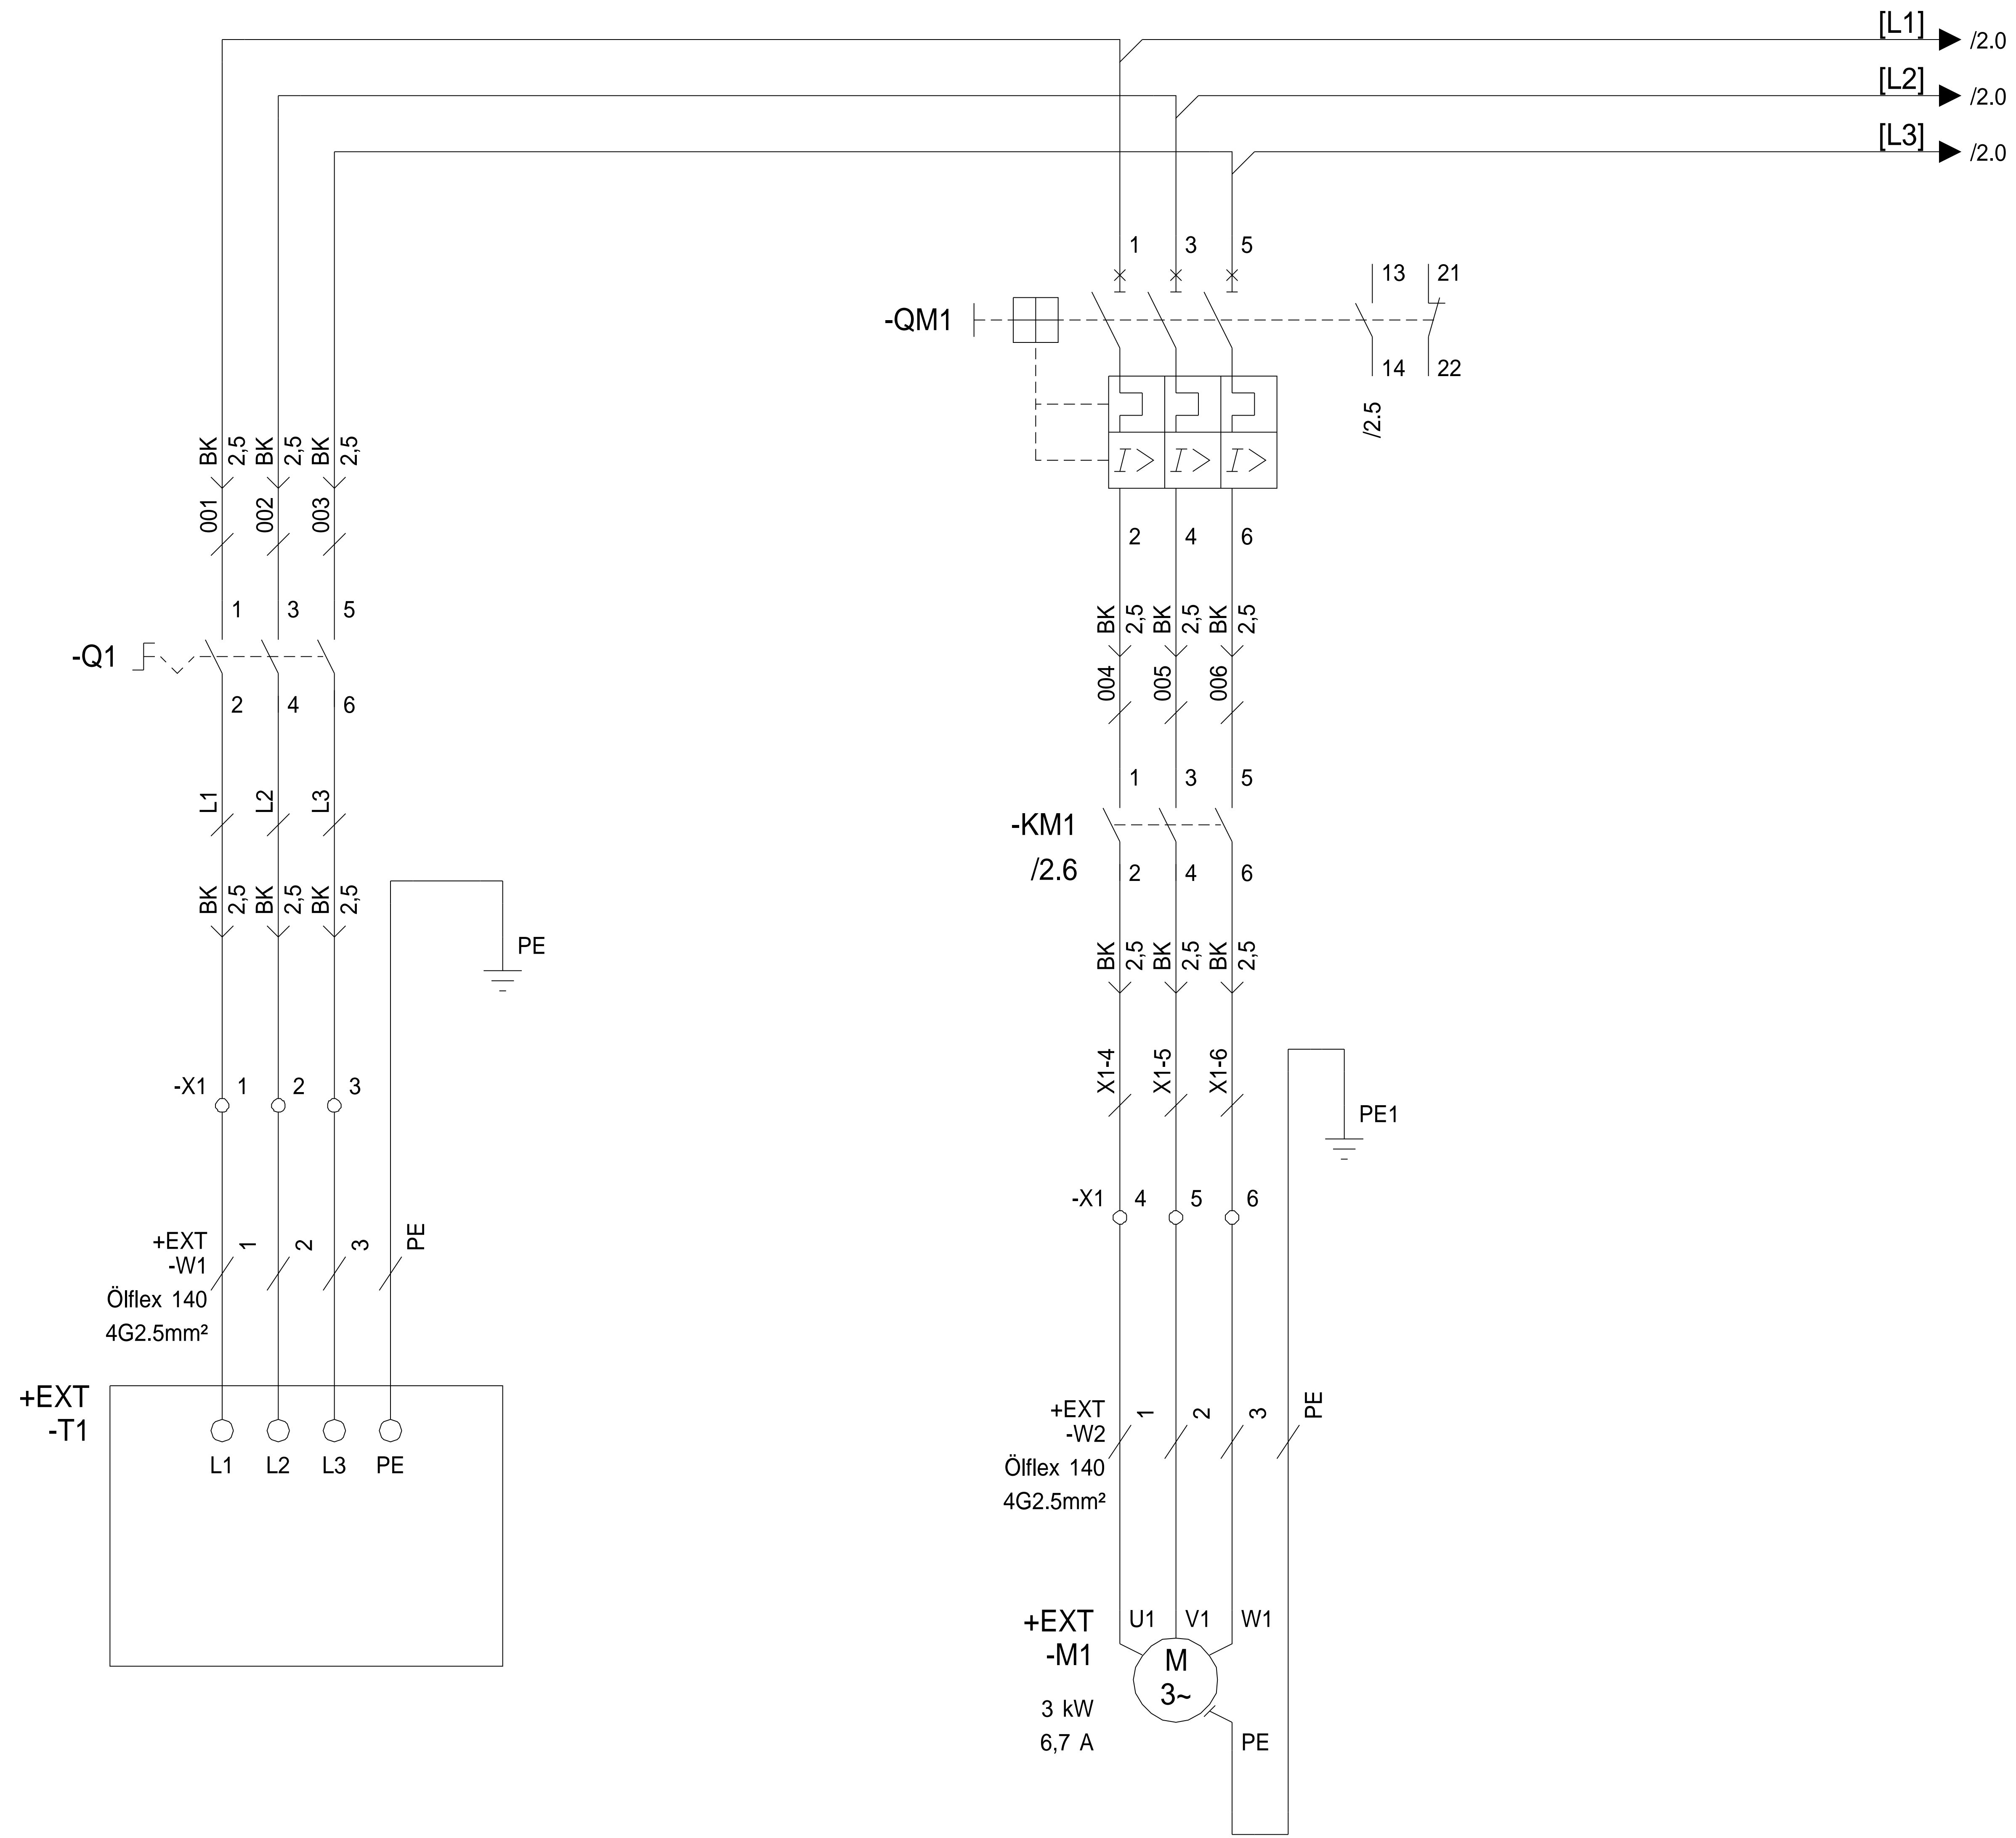 [L1]
/2.0
[L2]
/2.0
[L3]
/2.0
1 3 5
-QM1
13 21
14 22
/2.5
2 4 6
BK 2,5 BK 2,5 BK 2,5
001 002 003
1 3 5
-Q1
2 4 6
L1 L2 L3
BK 2,5 BK 2,5 BK 2,5
PE
-X1 1 2 3
+EXT
-W1
Ölflex 140
4G2.5mm²
1 2 3 PE
+EXT
-T1
L1 L2 L3 PE
BK 2,5 BK 2,5 BK 2,5
004 005 006
1 3 5
-KM1
/2.6
2 4 6
BK 2,5 BK 2,5 BK 2,5
X1-4 X1-5 X1-6
PE1
-X1 4 5 6
+EXT
-W2
Ölflex 140
4G2.5mm²
1 2 3 PE
+EXT
-M1
U1 V1 W1
M
3~
3 kW
6,7 A
PE
I> I> I>